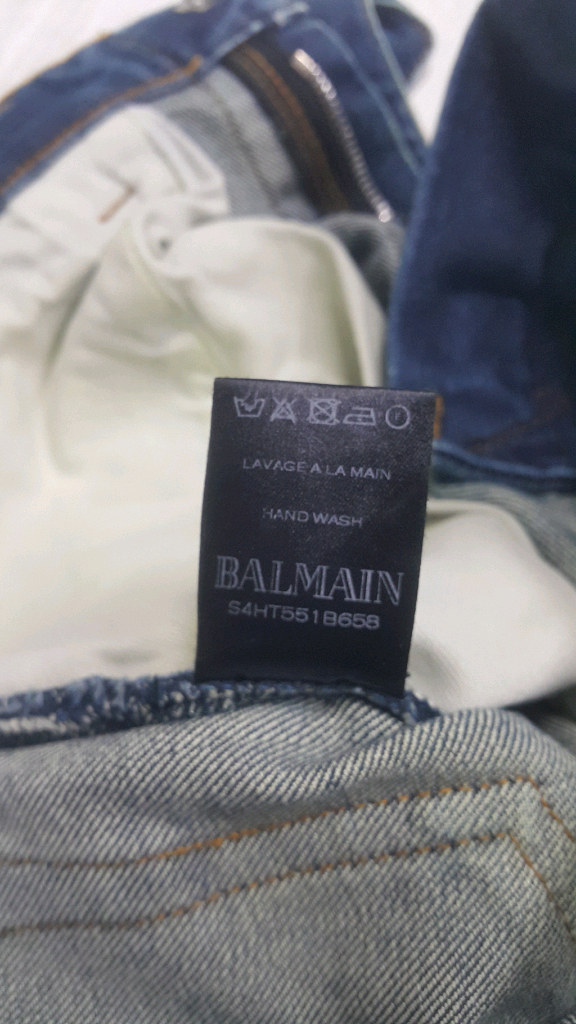 LAVAGE A LA MAIN
HAND WASH
BALMAIN
S4HT551B658